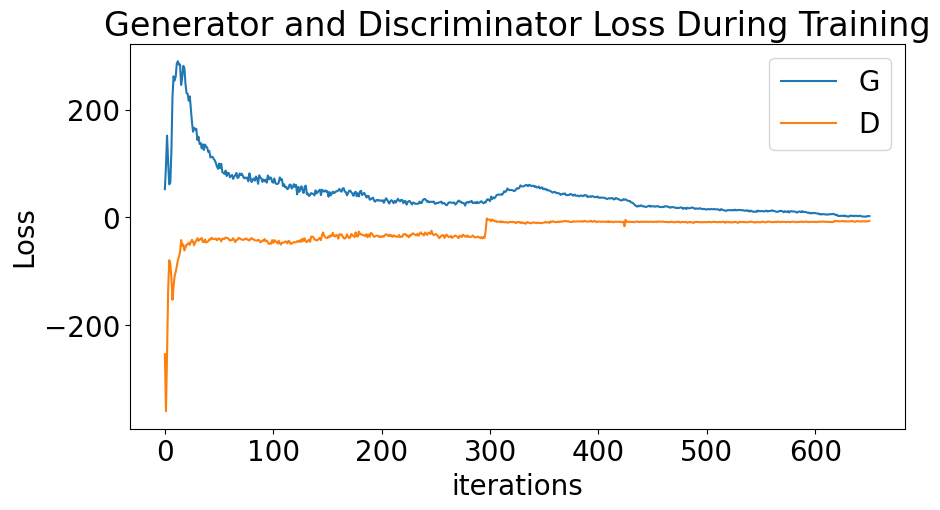 Generator and Discriminator Loss During Training
G
D
200
0
−200
Loss
0 100 200 300 400 500 600
iterations